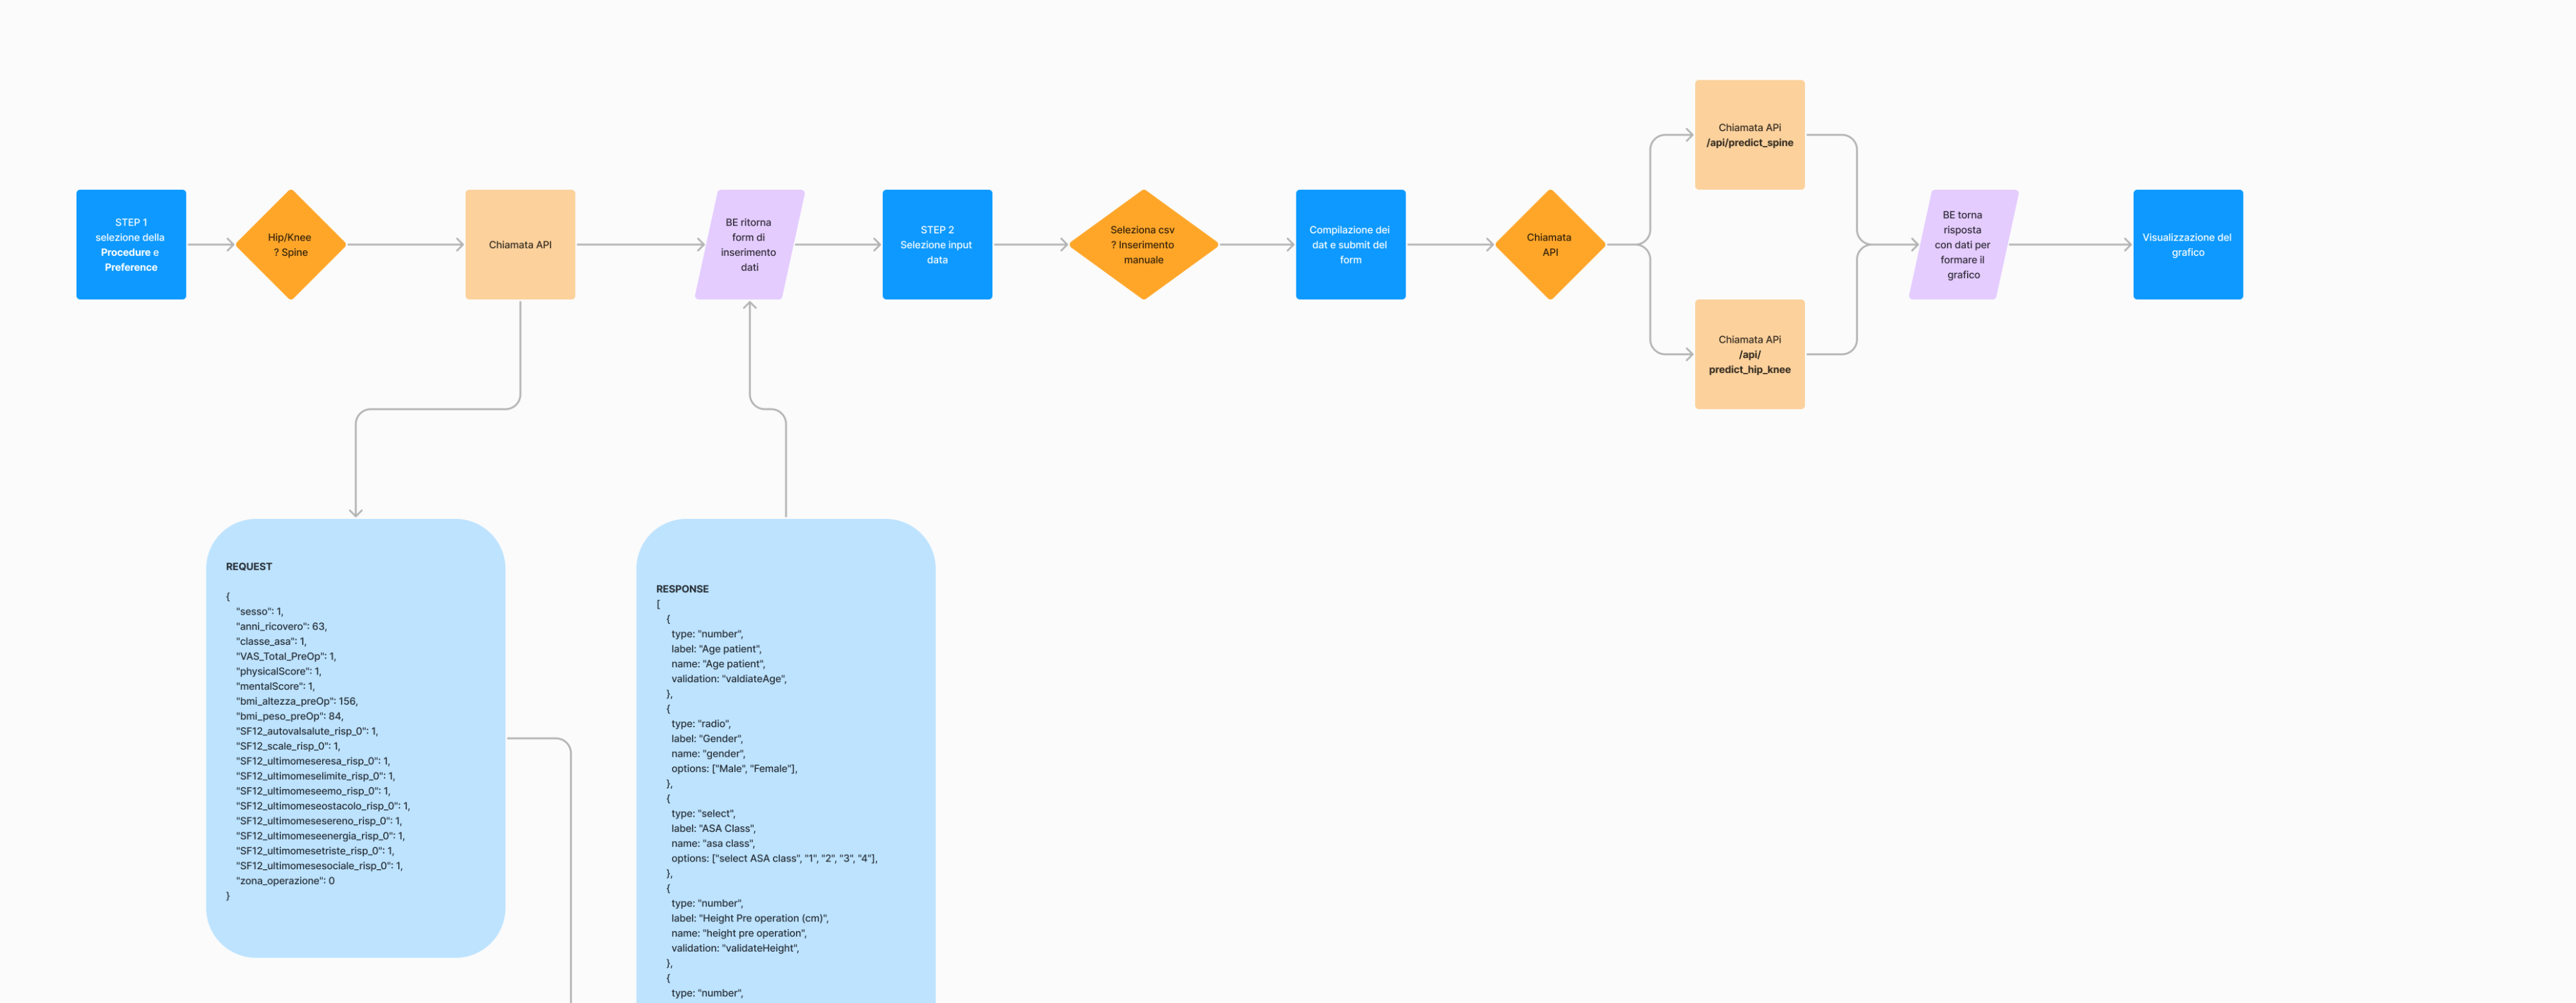 STEP 1
selezione della
Procedure e
Preference
Hip/Knee
? Spine
Chiamata API
BE ritorna
form di
inserimento
dati
STEP 2
Selezione input
data
Seleziona csv
? Inserimento
manuale
Compilazione dei
dat e submit del
form
Chiamata
API
Chiamata APi
/api/predict_spine
Chiamata APi
/api/
predict_hip_knee
BE torna
risposta
con dati per
formare il
grafico
Visualizzazione del
grafico
REQUEST
{
"sesso": 1,
"anni_ricovero": 63,
"classe_asa": 1,
"VAS_Total_PreOp": 1,
"physicalScore": 1,
"mentalScore": 1,
"bmi_altezza_preOp": 156,
"bmi_peso_preOp": 84,
"SF12_autovalsalute_risp_0": 1,
"SF12_scale_risp_0": 1,
"SF12_ultimomeseresa_risp_0": 1,
"SF12_ultimomeselimite_risp_0": 1,
"SF12_ultimomeseemo_risp_0": 1,
"SF12_ultimomeseostacolo_risp_0": 1,
"SF12_ultimomesesereno_risp_0": 1,
"SF12_ultimomeseenergia_risp_0": 1,
"SF12_ultimomesetriste_risp_0": 1,
"SF12_ultimomesesociale_risp_0": 1,
"zona_operazione": 0
}
RESPONSE
[
{
type: "number",
label: "Age patient",
name: "Age patient",
validation: "valdiateAge",
},
{
type: "radio",
label: "Gender",
name: "gender",
options: ["Male", "Female"],
},
{
type: "select",
label: "ASA Class",
name: "asa class",
options: ["select ASA class", "1", "2", "3", "4"],
},
{
type: "number",
label: "Height Pre operation (cm)",
name: "height pre operation",
validation: "validateHeight",
},
{
type: "number",